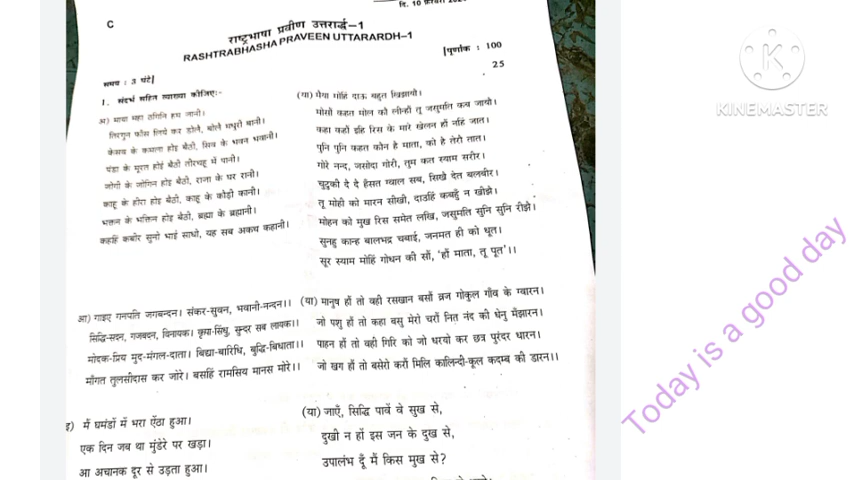 दि. 10 फ़रवरी
C
राष्ट्रभाषा प्रवीण उत्तरार्द्ध-1
RASHTRABHASHA PRAVEEN UTTARARDH-1
समय : 3 घंटे|
|पूर्णांक : 100
1. संदर्भ सहित व्याख्या कीजिए:-
25
अ) माया महा ठगिनि हम जानी।
तिरगुन फाँस लिये कर डोलै, बोलै मधुरी बानी।
केसव के कमला होइ बैठी, सिव के भवन भवानी।
पंडा के मूरत होइ बैठी तीरथहू में पानी।
जोगी के जोगिन होइ बैठी, राजा के घर रानी।
काहू के हीरा होइ बैठी, काहू के कौड़ी कानी।
भक्तन के भक्तिन होइ बैठी, ब्रह्मा के ब्रह्मानी।
कहहिं कबीर सुनो भाई साधो, यह सब अकथ कहानी।
(या) मैया मोहिं दाऊ बहुत खिझायो।
मोसों कहत मोल कौ लीन्हौं तू जसुमति कब जायौ।
कहा कहौं इहि रिस के मारे खेलन हौं नहिं जात।
पुनि पुनि कहत कौन है माता, को है तेरौ तात।
गोरे नन्द, जसोदा गोरी, तुम कत स्याम सरीर।
चुटुकी दे दे हँसत ग्वाल सब, सिखै देत बलबीर।
तू मोही को मारन सीखी, दाउहिं कबहुँ न खीझै।
मोहन को मुख रिस समेत लखि, जसुमति सुनि सुनि रीझै।
सुनहु कान्ह बालभद्र चबाई, जनमत ही को धूत।
सूर स्याम मोहिं गोधन की सौं, 'हौं माता, तू पूत'।।
आ) गाइए गनपति जगबन्दन। संकर-सुवन, भवानी-नन्दन।।
सिद्धि-सदन, गजबदन, विनायक। कृपा-सिंधु, सुन्दर सब लायक।।
मोदक-प्रिय मुद-मंगल-दाता। बिद्या-बारिधि, बुद्धि-बिधाता।।
माँगत तुलसीदास कर जोरे। बसहिं रामसिय मानस मोरे।।
(या) मानुष हौं तो वही रसखान बसौं व्रज गोकुल गाँव के ग्वारन।
जो पशु हौं तो कहा बसु मेरो चरौं नित नंद की धेनु मँझारन।
पाहन हौं तो वही गिरि को जो धरयो कर छत्र पुरंदर धारन।
जो खग हौं तो बसेरो करौं मिलि कालिन्दी-कूल कदम्ब की डारन।।
इ) मैं घमंडों में भरा ऐंठा हुआ।
एक दिन जब था मुंडेरे पर खड़ा।
आ अचानक दूर से उड़ता हुआ।
(या) जाएँ, सिद्धि पावें वे सुख से,
दुखी न हों इस जन के दुख से,
उपालंभ दूँ मैं किस मुख से?
KINEMASTER
Today is a good day